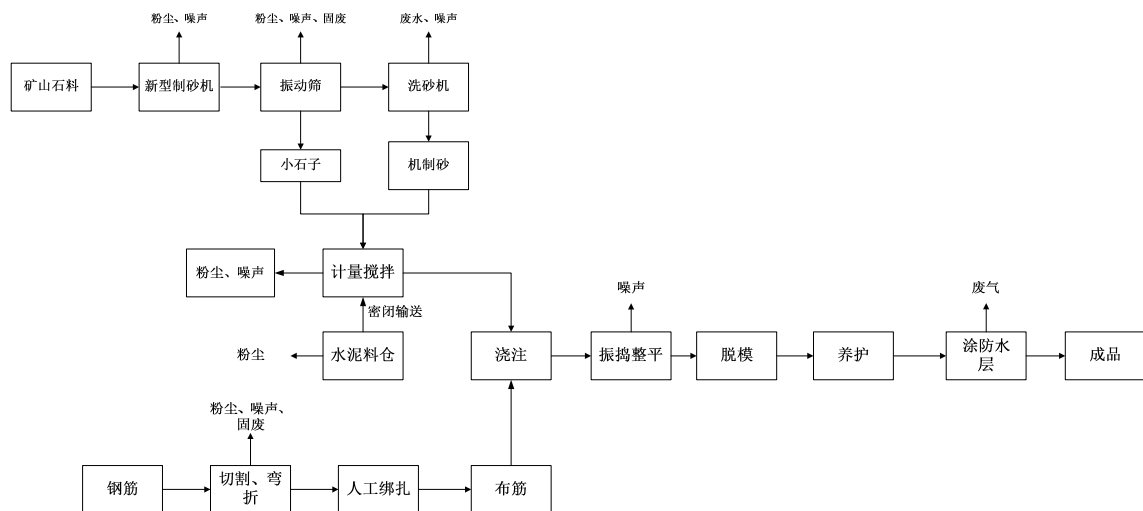 粉尘、噪声
粉尘、噪声、固废
废水、噪声
矿山石料
新型制砂机
振动筛
洗砂机
小石子
机制砂
粉尘、噪声
计量搅拌
密闭输送
噪声
废气
粉尘
水泥料仓
浇注
振捣整平
脱模
养护
涂防水
层
成品
粉尘、噪声、
固废
钢筋
切割、弯
折
人工绑扎
布筋